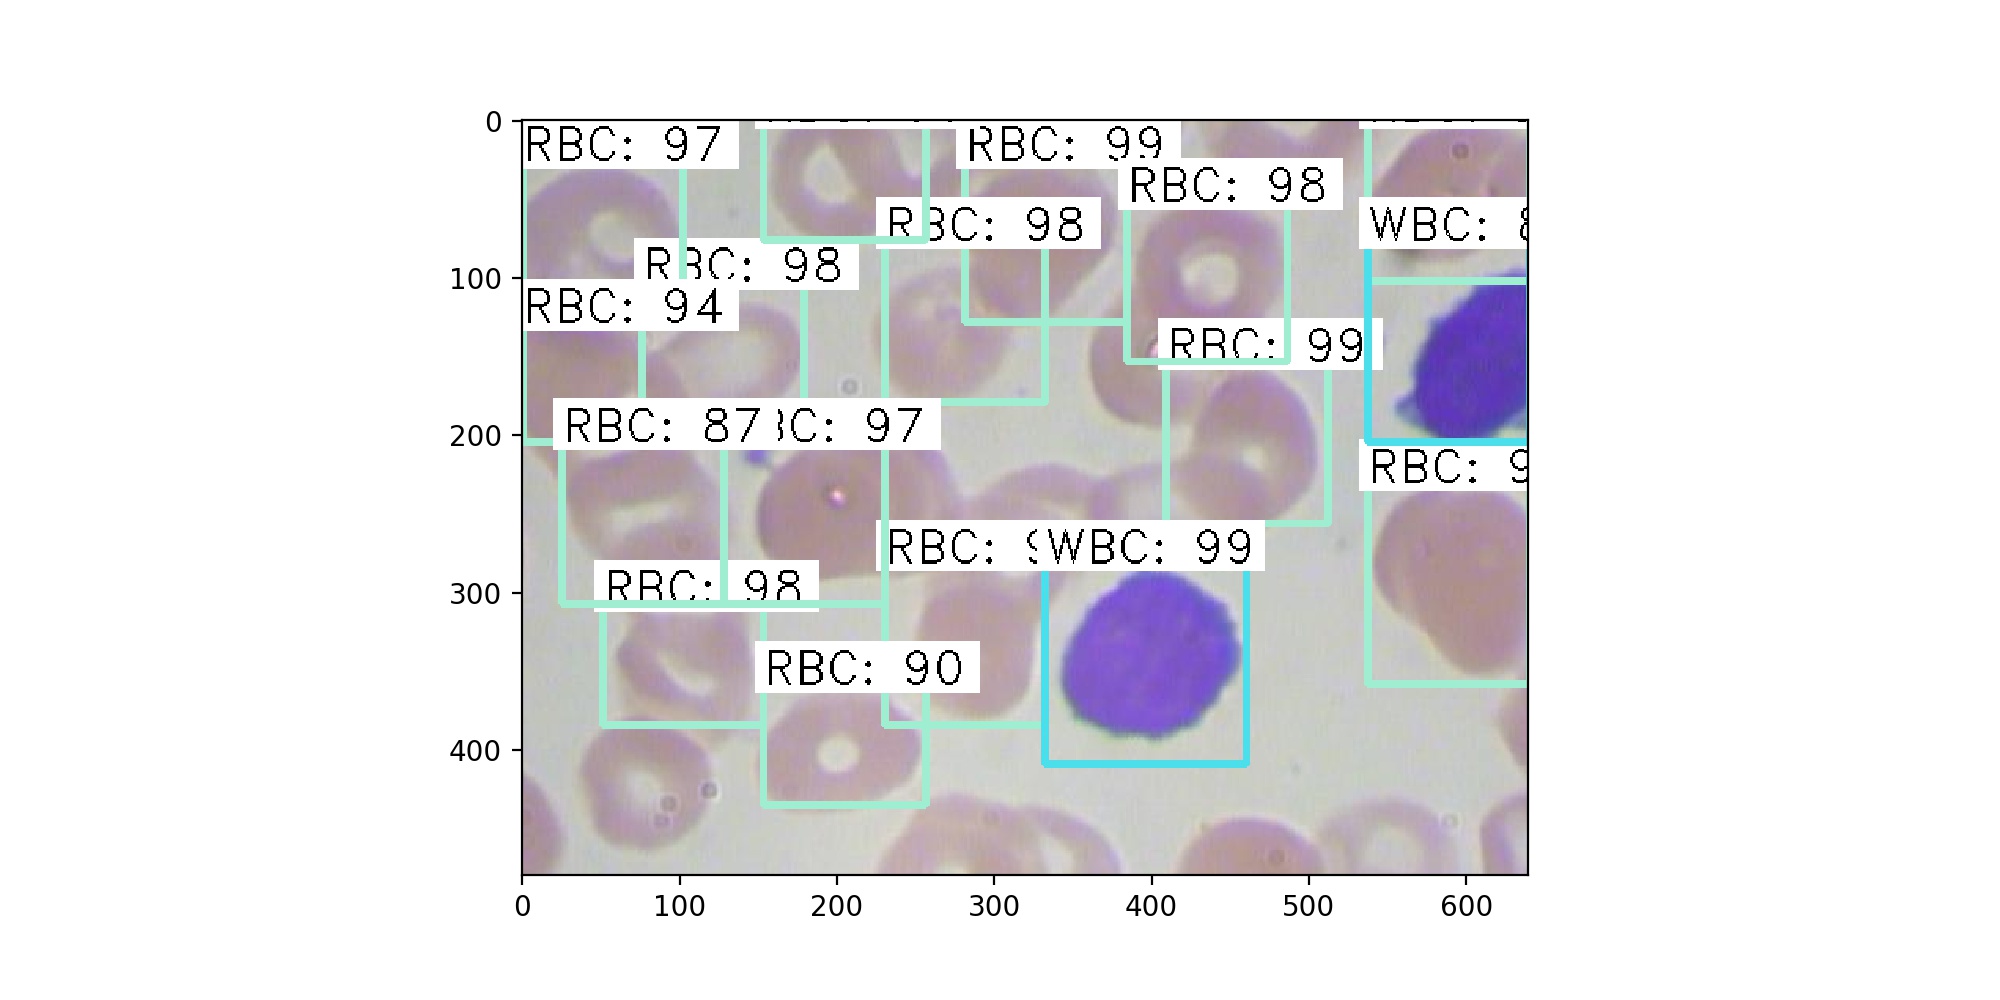 0
RBC: 97
RBC: 99
RBC: 98
RBC: 98
WBC:
RBC: 98
100
RBC: 94
RBC: 99
200
RBC: 87
97
RBC:
RBC:
WBC: 99
300
RBC: 98
RBC: 90
400
0 100 200 300 400 500 600